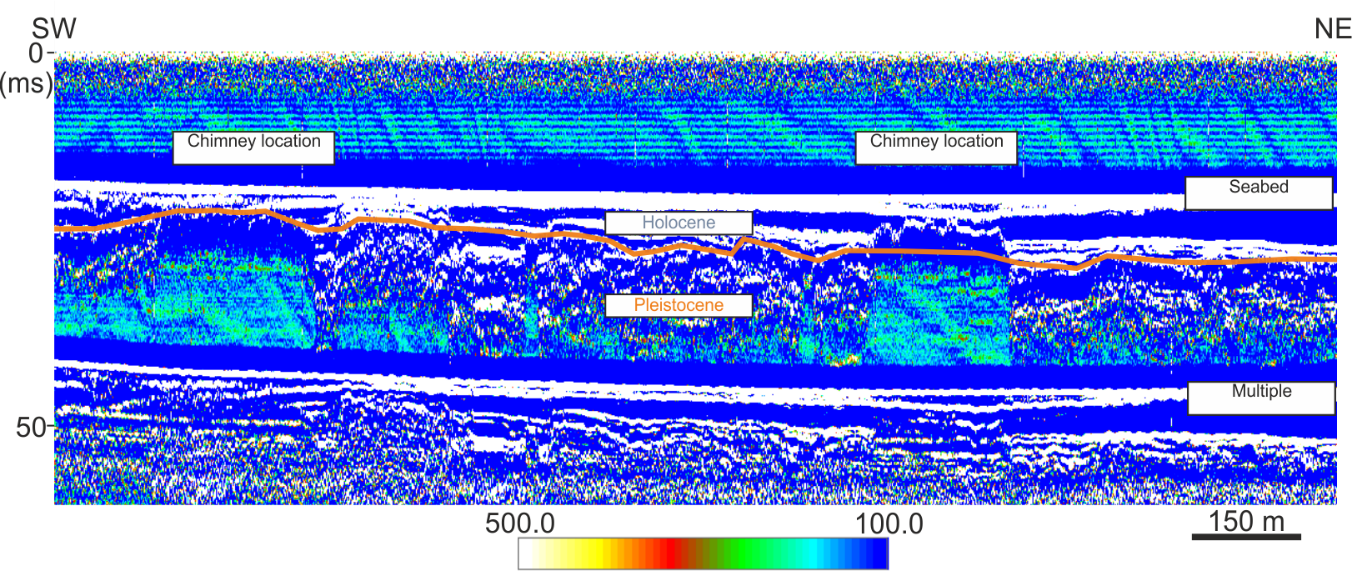 SW
NE
0
(ms)
Chimney location
Chimney location
Seabed
Holocene
Pleistocene
Multiple
50
500.0
100.0
150 m